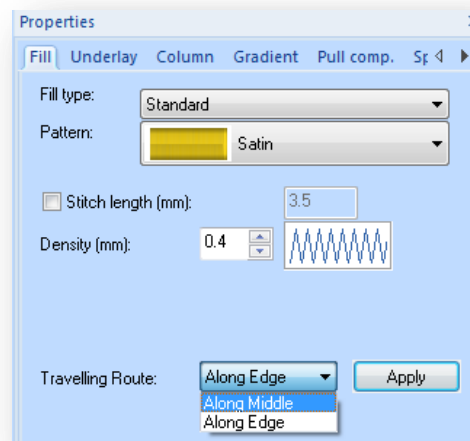 Properties
Fill Underlay Column Gradient Pull comp.
Fill type: Standard
Pattern: Satin
Stitch length (mm): 3.5
Density (mm): 0.4
Travelling Route: Along Edge Apply
Along Middle
Along Edge